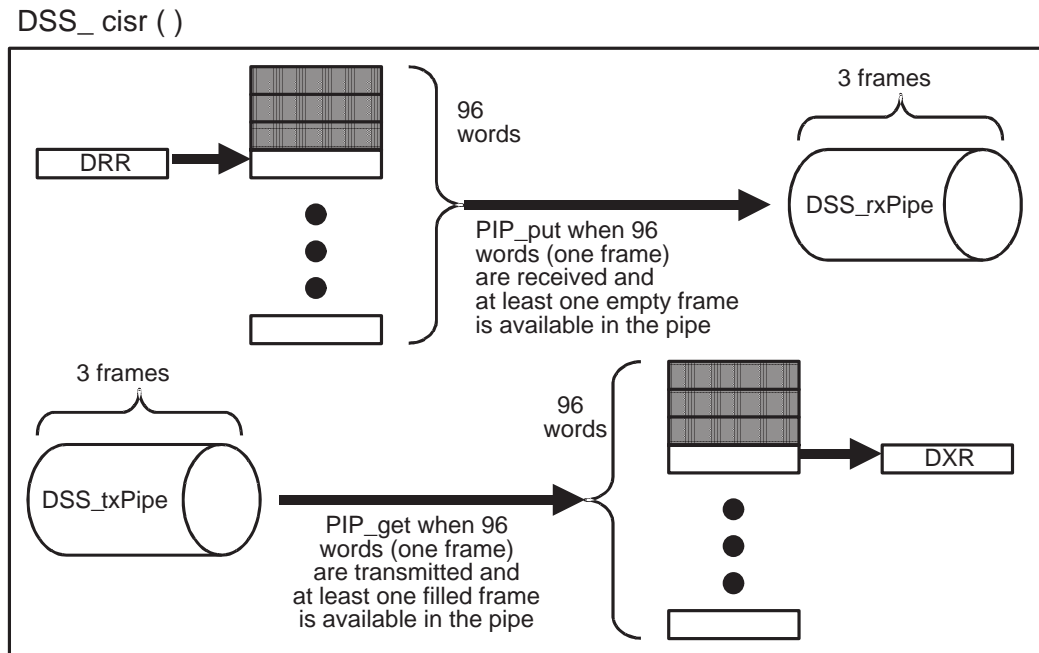 DSS_ cisr ( )
96
words
3 frames
DRR
DSS_rxPipe
PIP_put when 96
words (one frame)
are received and
at least one empty frame
is available in the pipe
3 frames
96
words
DSS_txPipe
DXR
PIP_get when 96
words (one frame)
are transmitted and
at least one filled frame
is available in the pipe